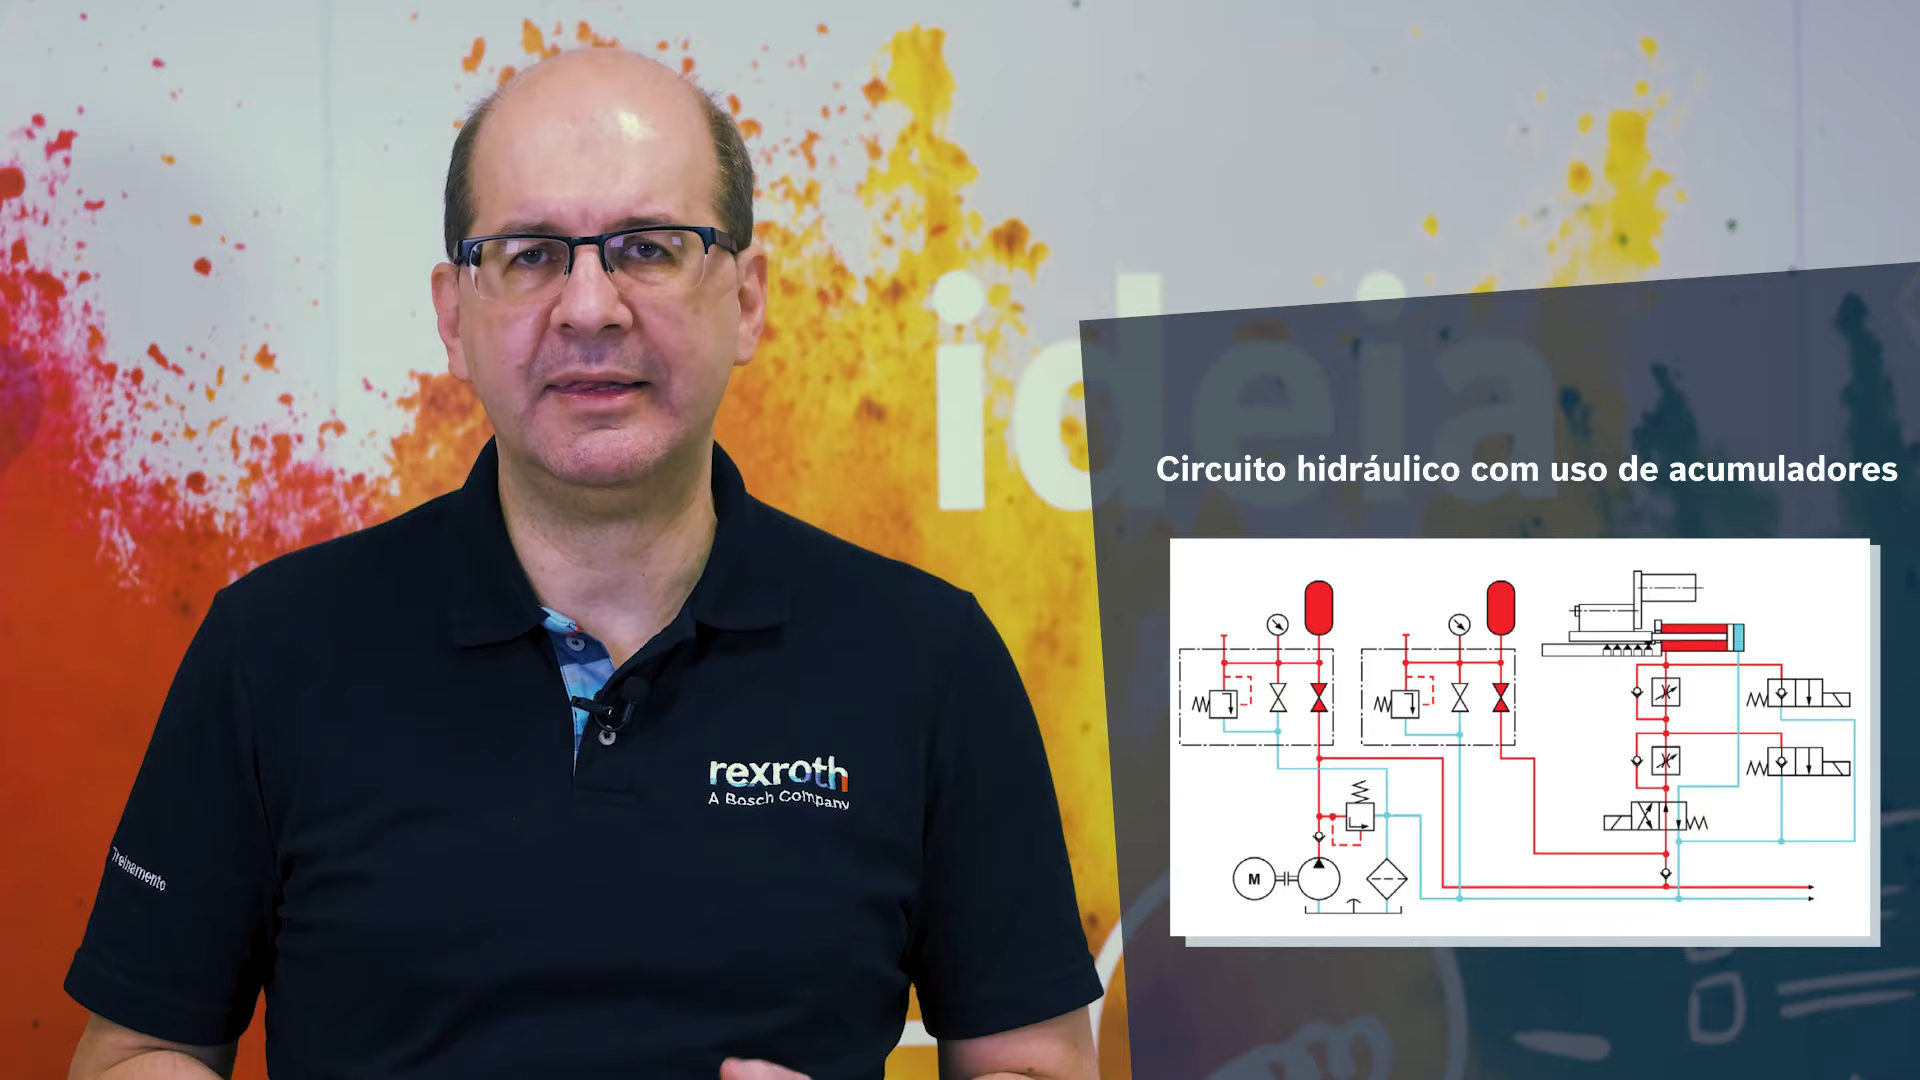 ideia
Circuito hidráulico com uso de acumuladores
rexroth
A Bosch Company
Treinamento
M